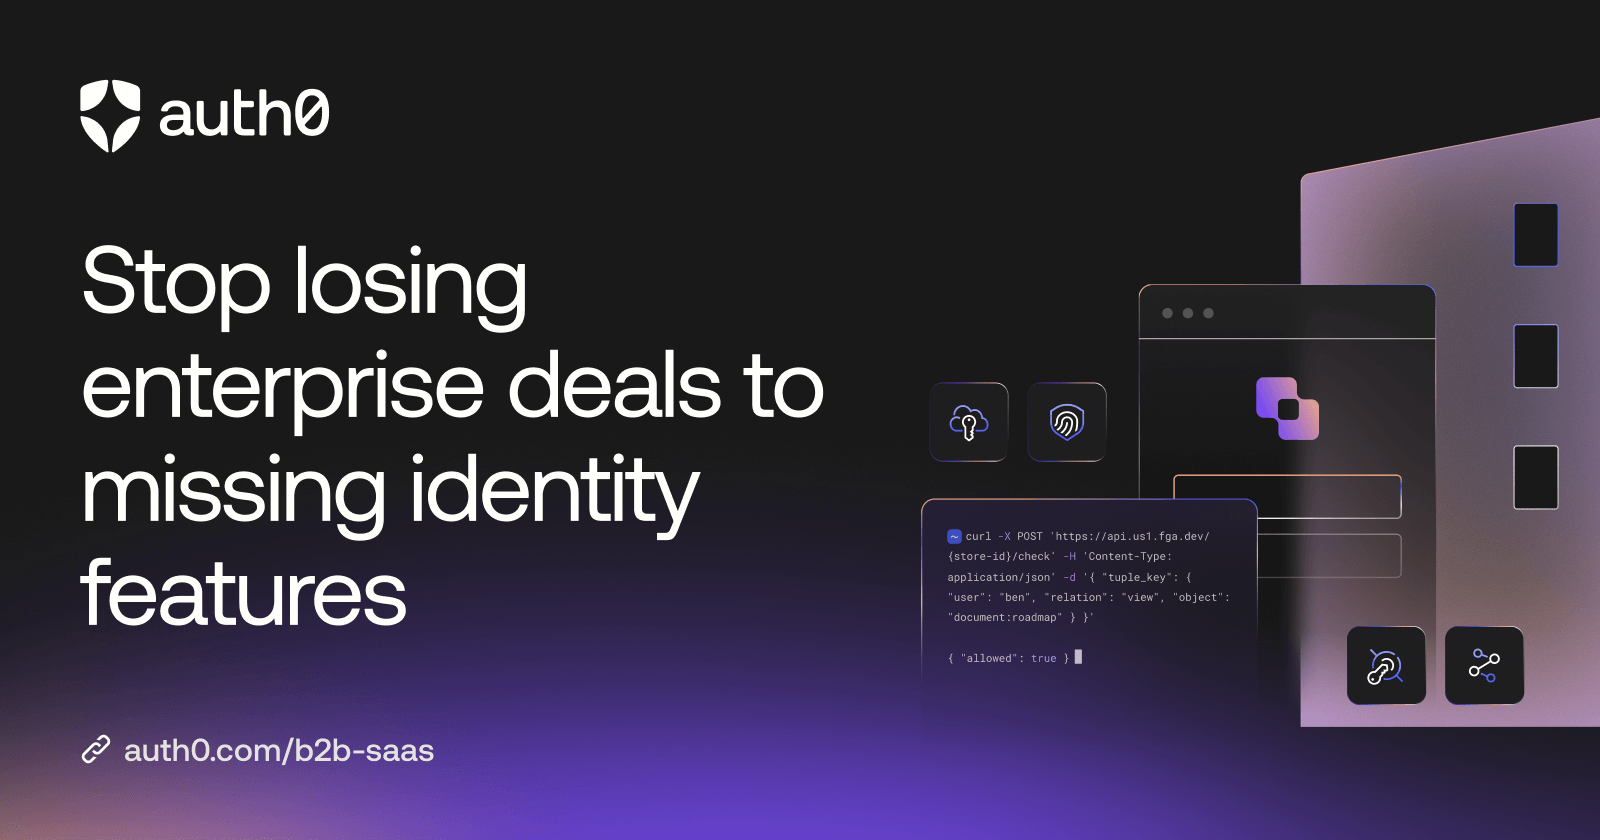 auth0
Stop losing
enterprise deals to
missing identity
features
auth0.com/b2b-saas
~ curl -X POST 'https://api.us1.fga.dev/
{store-id}/check' -H 'Content-Type:
application/json' -d '{ "tuple_key": {
"user": "ben", "relation": "view", "object":
"document:roadmap" } }'
{ "allowed": true }